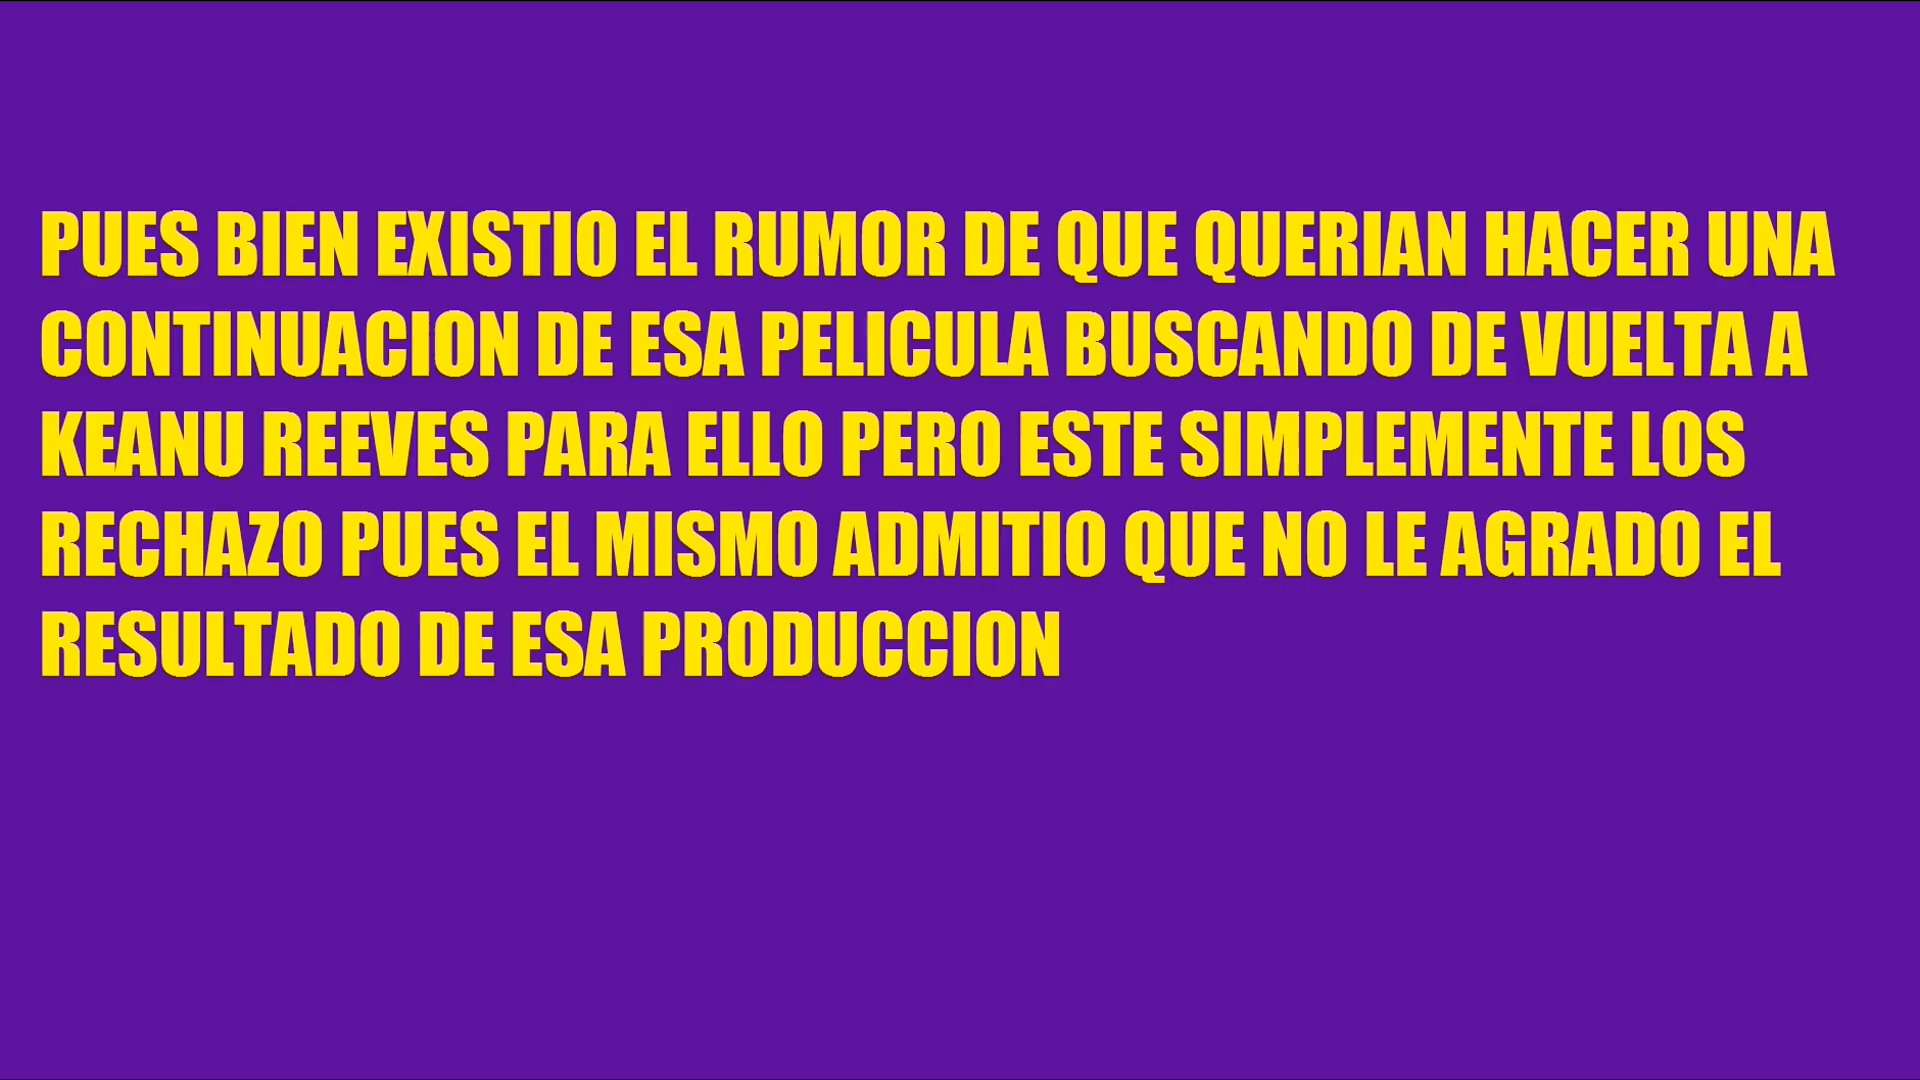 PUES BIEN EXISTIO EL RUMOR DE QUE QUERIAN HACER UNA
CONTINUACION DE ESA PELICULA BUSCANDO DE VUELTA A
KEANU REEVES PARA ELLO PERO ESTE SIMPLEMENTE LOS
RECHAZO PUES EL MISMO ADMITIO QUE NO LE AGRADO EL
RESULTADO DE ESA PRODUCCION